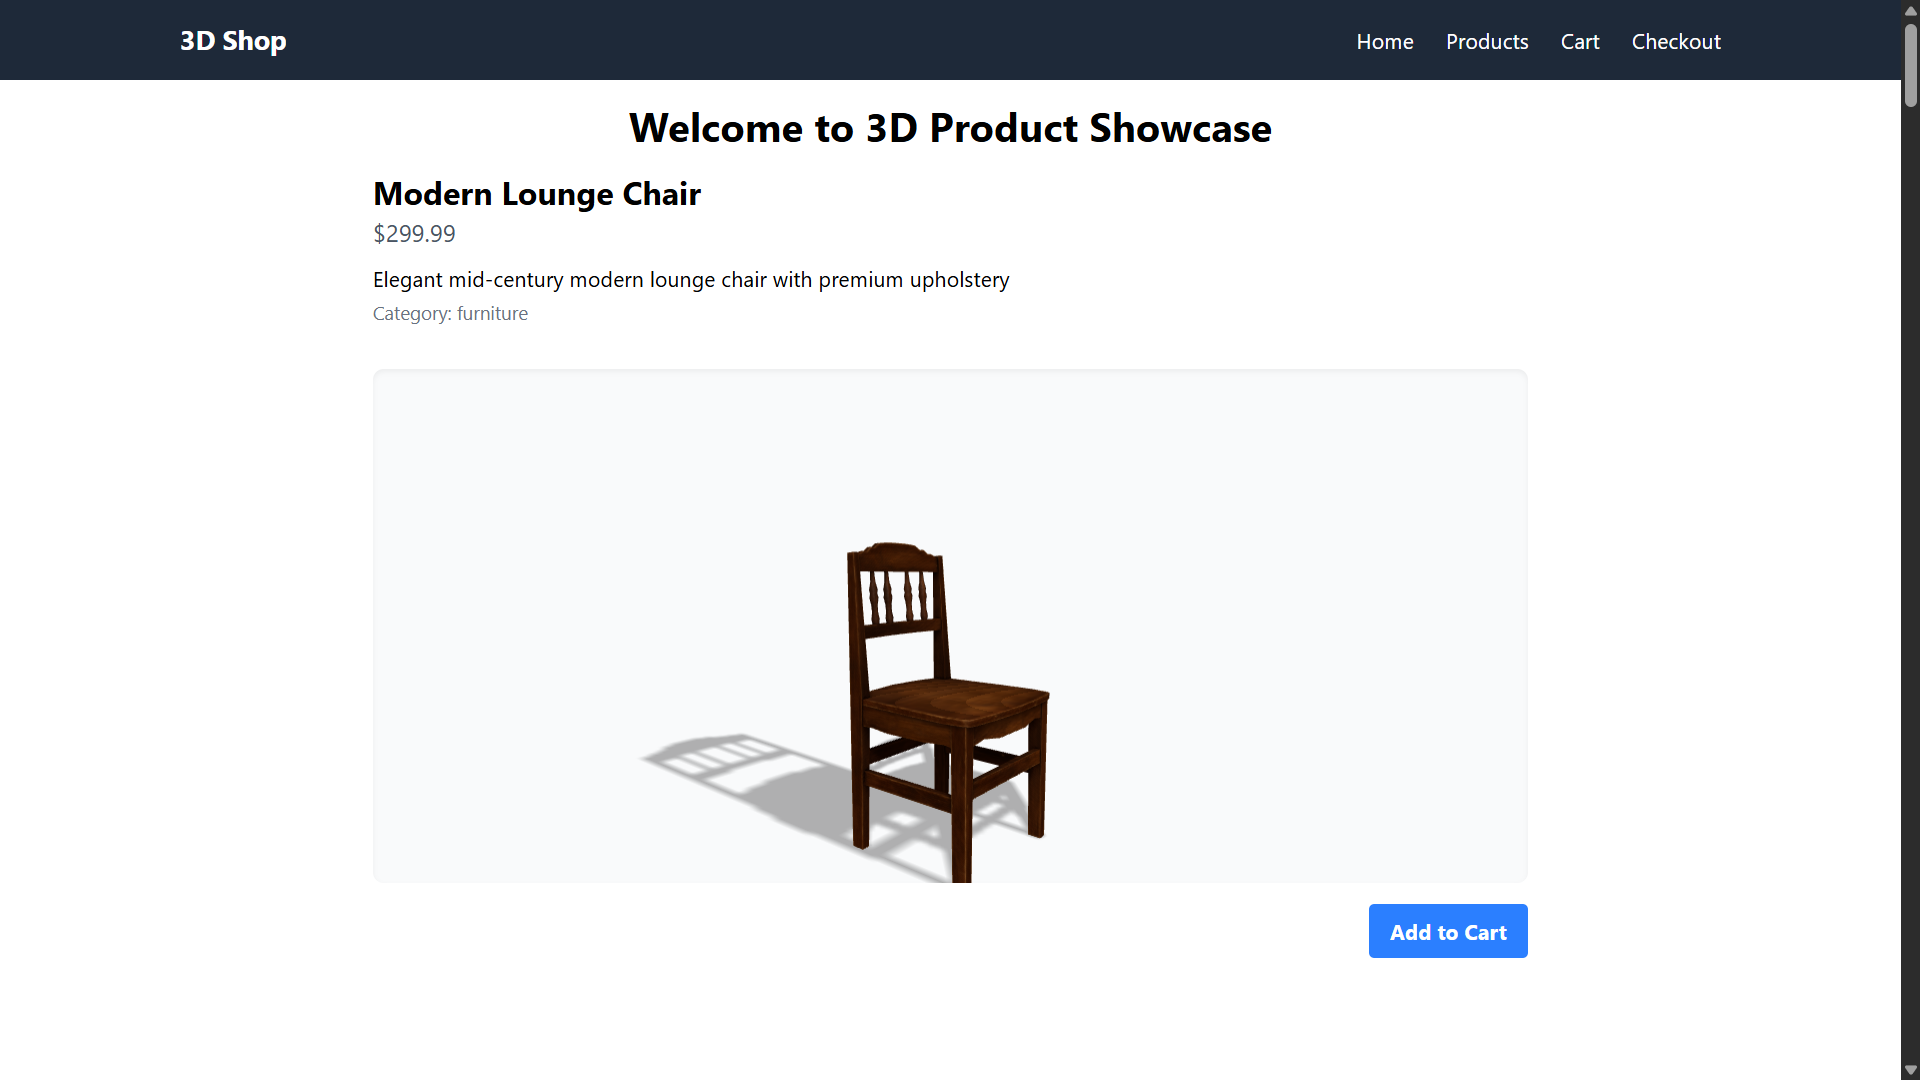 3D Shop
Home Products Cart Checkout
Welcome to 3D Product Showcase
Modern Lounge Chair
$299.99
Elegant mid-century modern lounge chair with premium upholstery
Category: furniture
Add to Cart